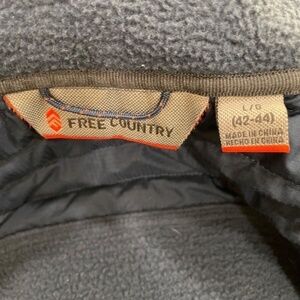 FREE COUNTRY
L/G
(42-44)
MADE IN CHINA
HECHO EN CHINA